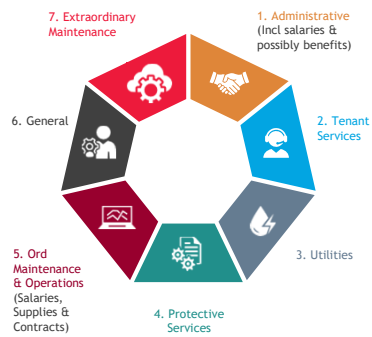 7. Extraordinary
Maintenance
1. Administrative
(Incl salaries &
possibly benefits)
2. Tenant
Services
3. Utilities
4. Protective
Services
5. Ord
Maintenance
& Operations
(Salaries,
Supplies &
Contracts)
6. General